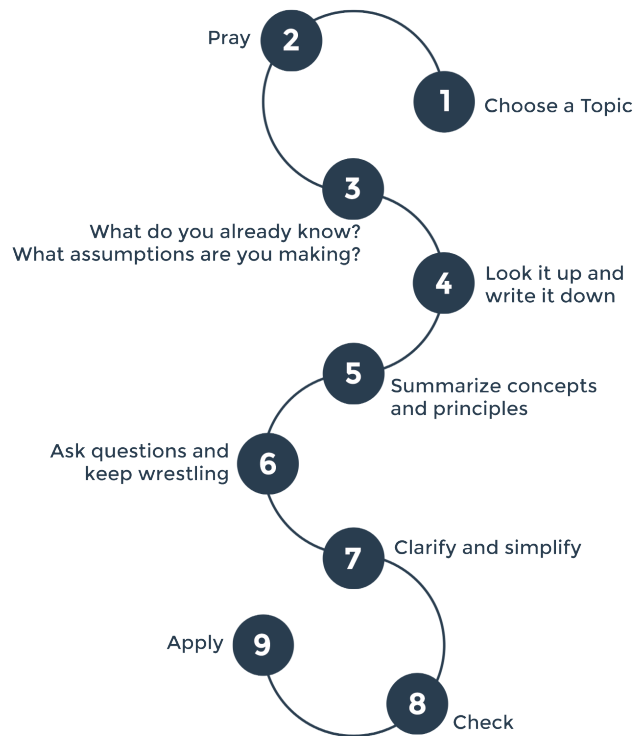 1
Choose a Topic
2
Pray
3
What do you already know?
What assumptions are you making?
4
Look it up and
write it down
5
Summarize concepts
and principles
6
Ask questions and
keep wrestling
7
Clarify and simplify
8
Check
9
Apply